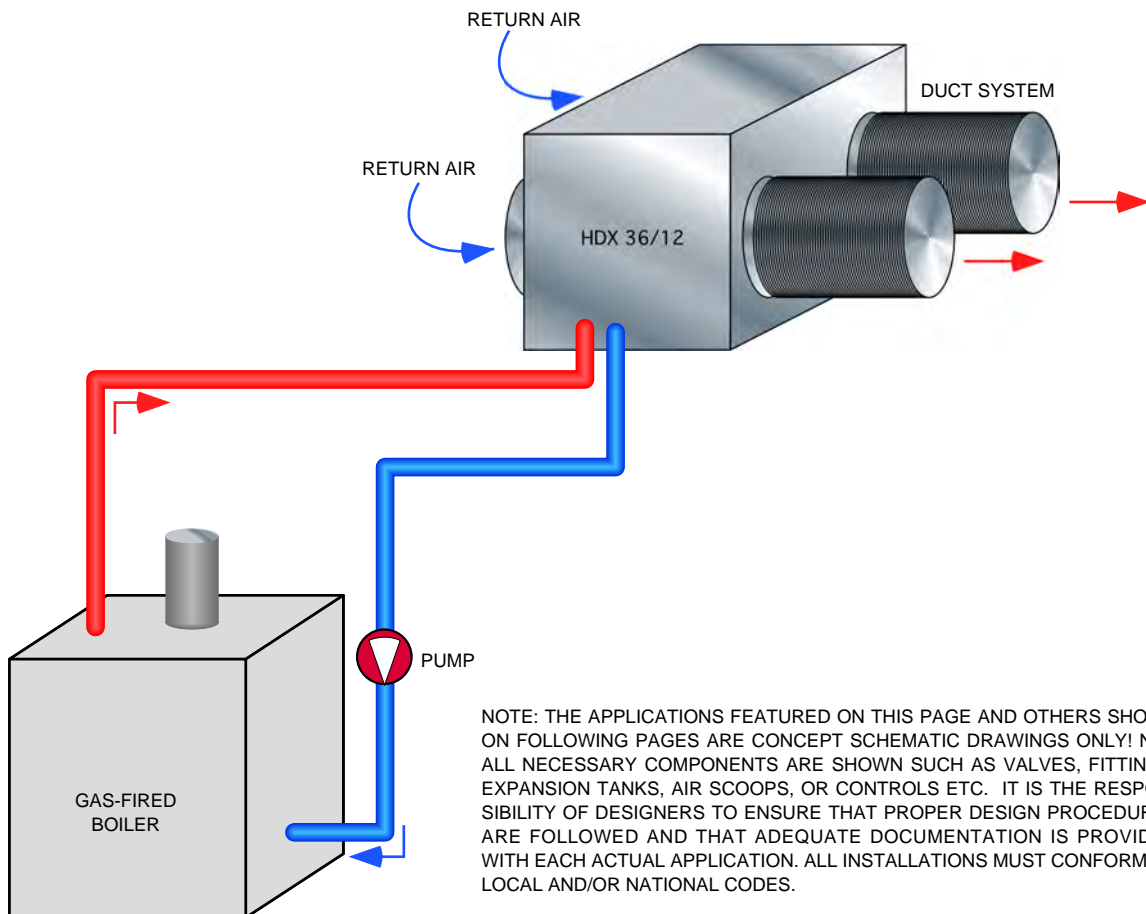 RETURN AIR
DUCT SYSTEM
RETURN AIR
HDX 36/12
PUMP
GAS-FIRED
BOILER
NOTE: THE APPLICATIONS FEATURED ON THIS PAGE AND OTHERS SHO
ON FOLLOWING PAGES ARE CONCEPT SCHEMATIC DRAWINGS ONLY! N
ALL NECESSARY COMPONENTS ARE SHOWN SUCH AS VALVES, FITTIN
EXPANSION TANKS, AIR SCOOPS, OR CONTROLS ETC. IT IS THE RESPO
SIBILITY OF DESIGNERS TO ENSURE THAT PROPER DESIGN PROCEDUR
ARE FOLLOWED AND THAT ADEQUATE DOCUMENTATION IS PROVID
WITH EACH ACTUAL APPLICATION. ALL INSTALLATIONS MUST CONFORM
LOCAL AND/OR NATIONAL CODES.